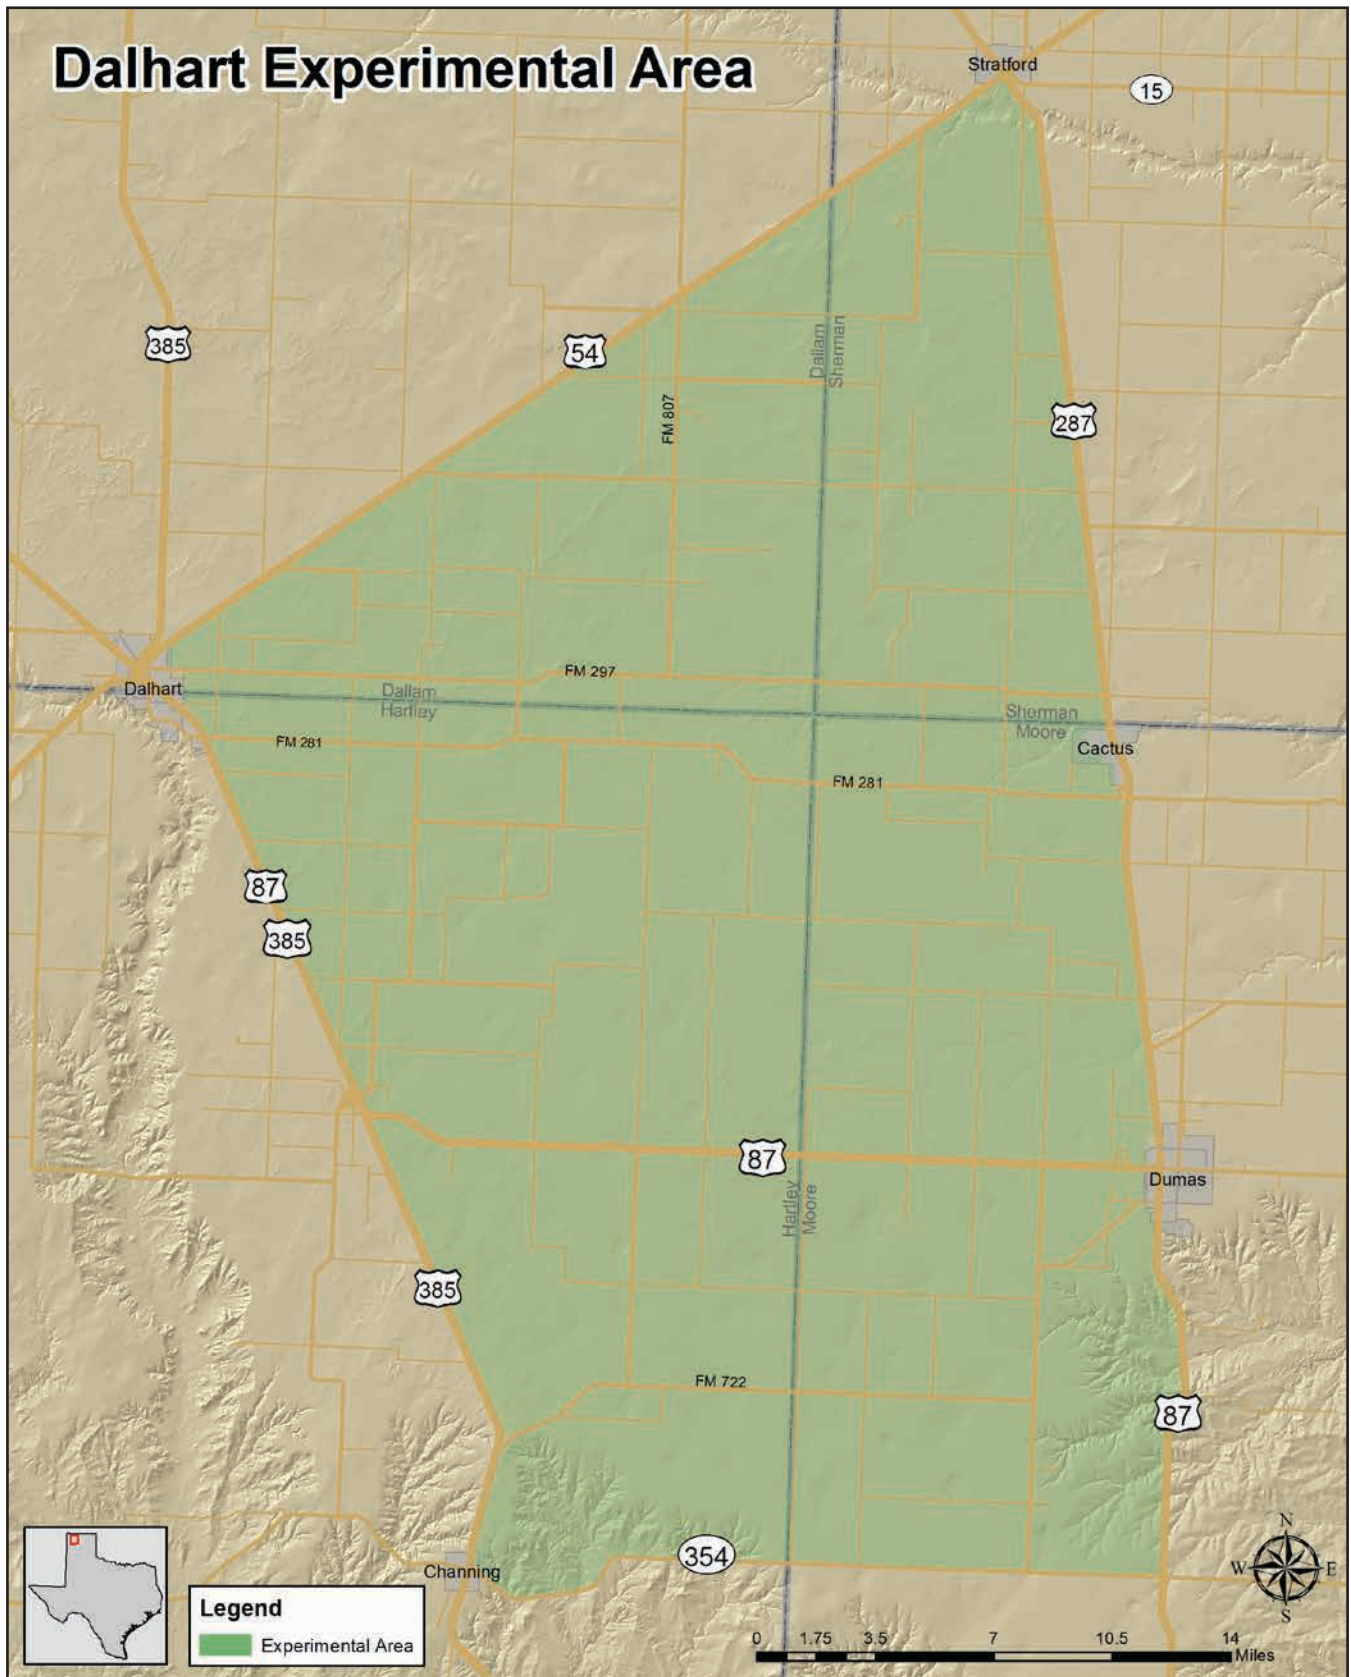 Dalhart Experimental Area
Stratford
15
385
54
Dallam
Sherman
FM 807
287
FM 297
Dalhart
Dallam
Hartley
Sherman
Moore
FM 281
Cactus
FM 281
87
385
87
Dumas
Hartley
Moore
385
FM 722
87
354
Channing
N
W
E
S
Legend
Experimental Area
0 1.75 3.5 7 10.5 14
Miles